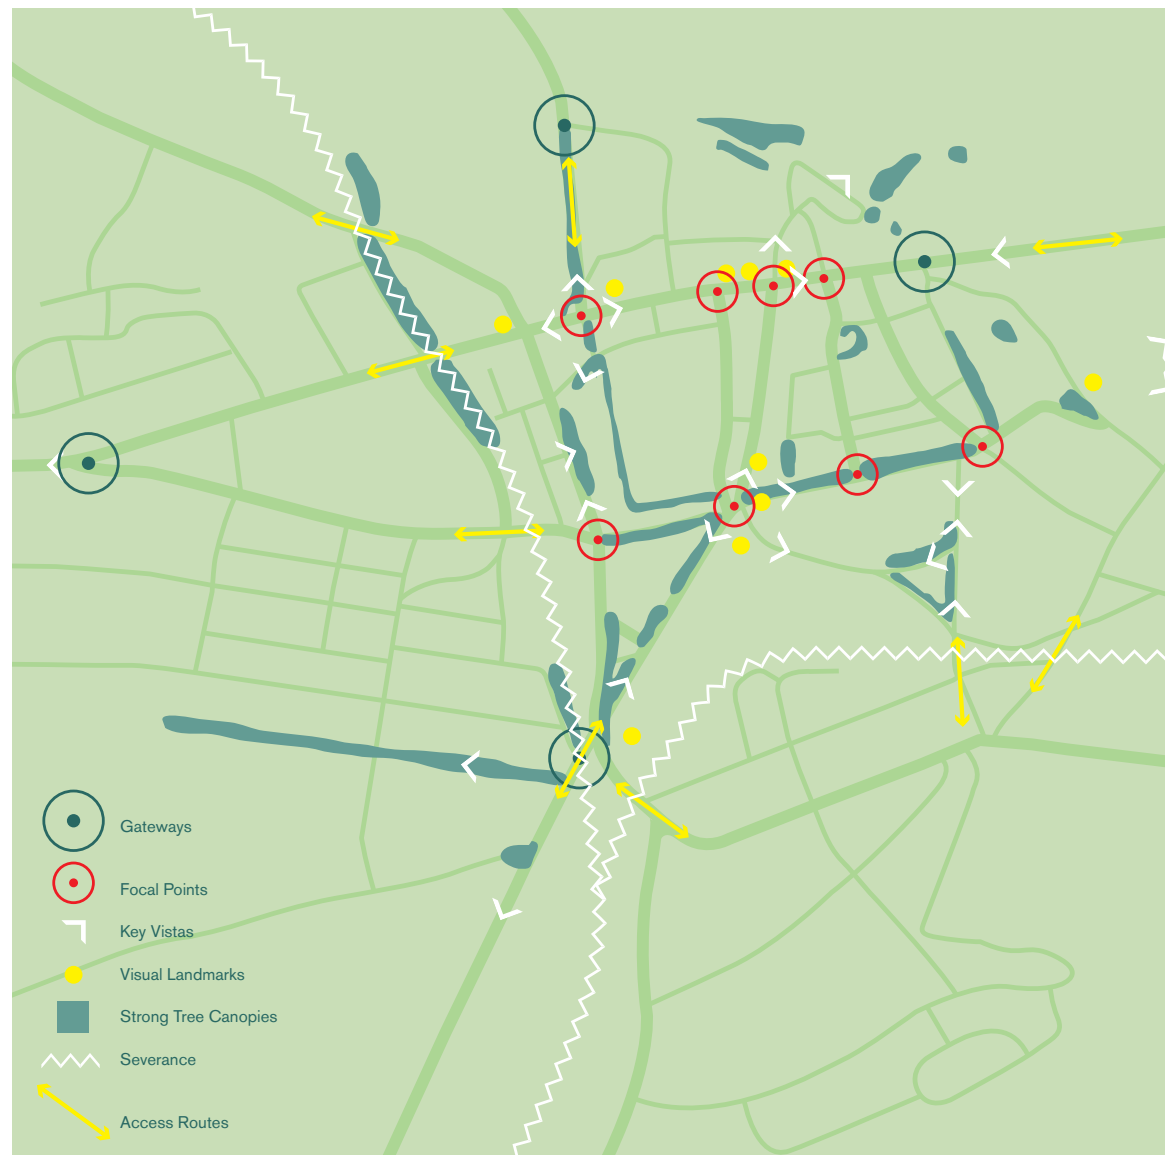 Gateways
Focal Points
Key Vistas
Visual Landmarks
Strong Tree Canopies
Severance
Access Routes